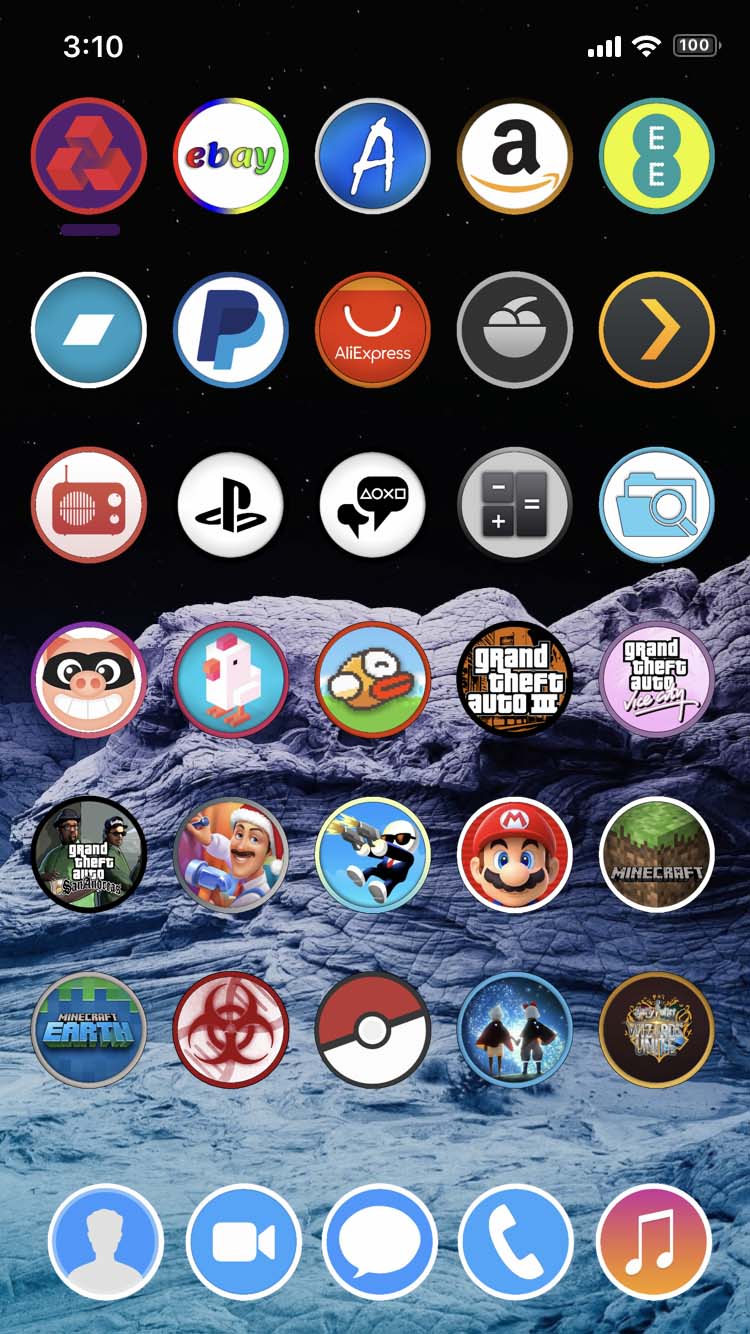 3:10
100
ebay
A
a
E
E
AliExpress
grand
theft
auto III
grand
theft
auto
vice city
grand
theft
auto
San Andreas
M
MINECRAFT
MINECRAFT
EARTH
WIZARDS
UNITE